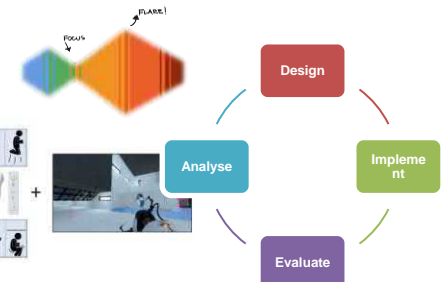 FLARE!
FOCUS
Design
Analyse
Impleme
nt
+
Evaluate